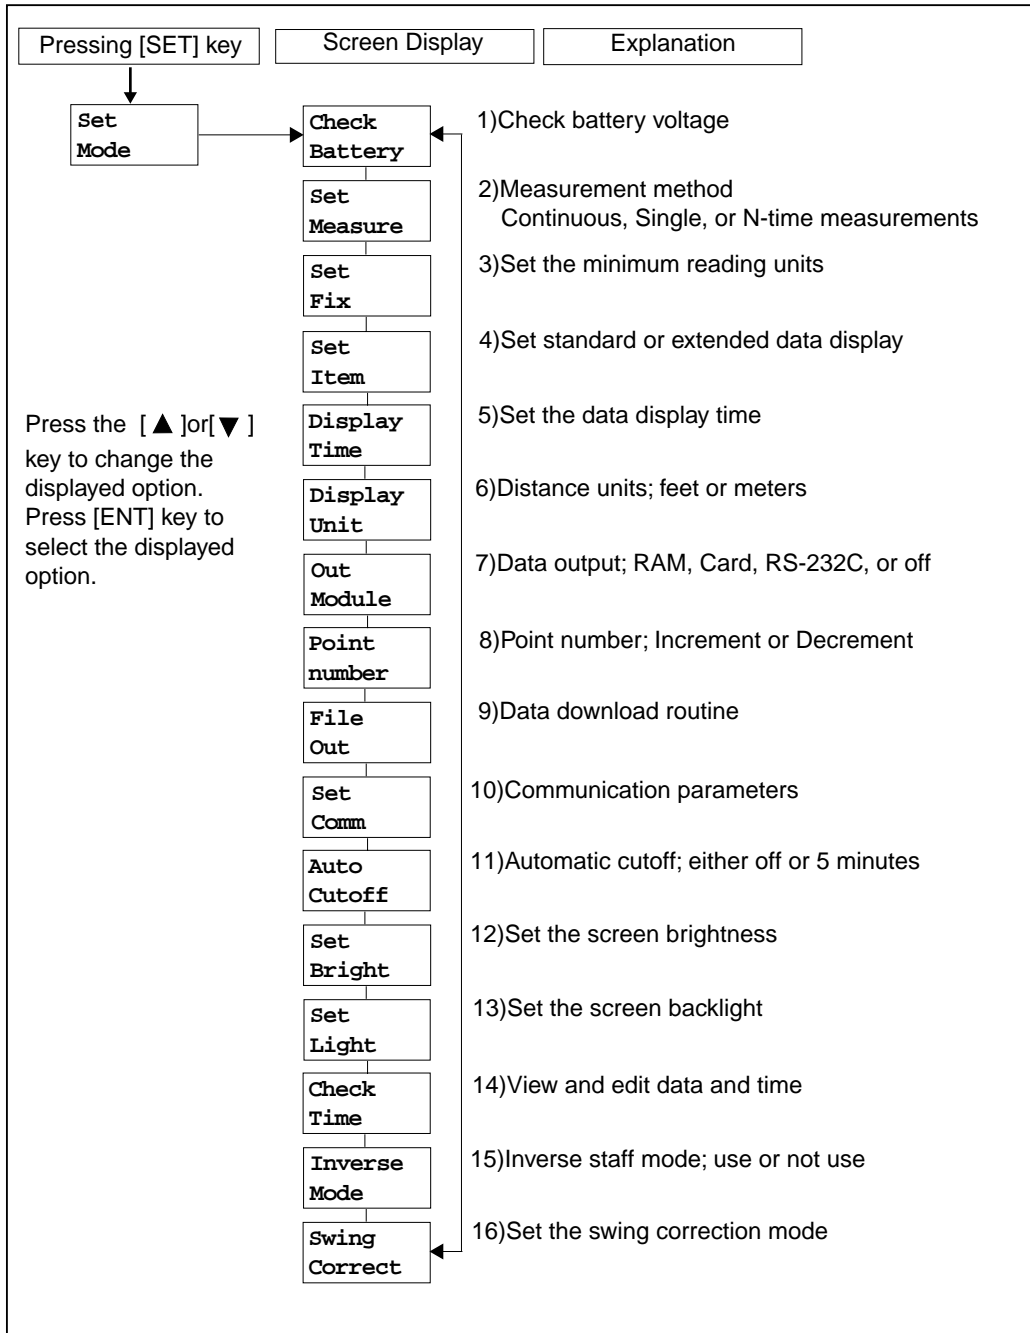 Pressing [SET] key
Screen Display
Explanation
Set
Mode
Check
Battery
1)Check battery voltage
Set
Measure
2)Measurement method
Continuous, Single, or N-time measurements
Set
Fix
3)Set the minimum reading units
Set
Item
4)Set standard or extended data display
Press the [▲]or[▼]
key to change the
displayed option.
Press [ENT] key to
select the displayed
option.
Display
Time
5)Set the data display time
Display
Unit
6)Distance units; feet or meters
Out
Module
7)Data output; RAM, Card, RS-232C, or off
Point
number
8)Point number; Increment or Decrement
File
Out
9)Data download routine
Set
Comm
10)Communication parameters
Auto
Cutoff
11)Automatic cutoff; either off or 5 minutes
Set
Bright
12)Set the screen brightness
Set
Light
13)Set the screen backlight
Check
Time
14)View and edit data and time
Inverse
Mode
15)Inverse staff mode; use or not use
Swing
Correct
16)Set the swing correction mode